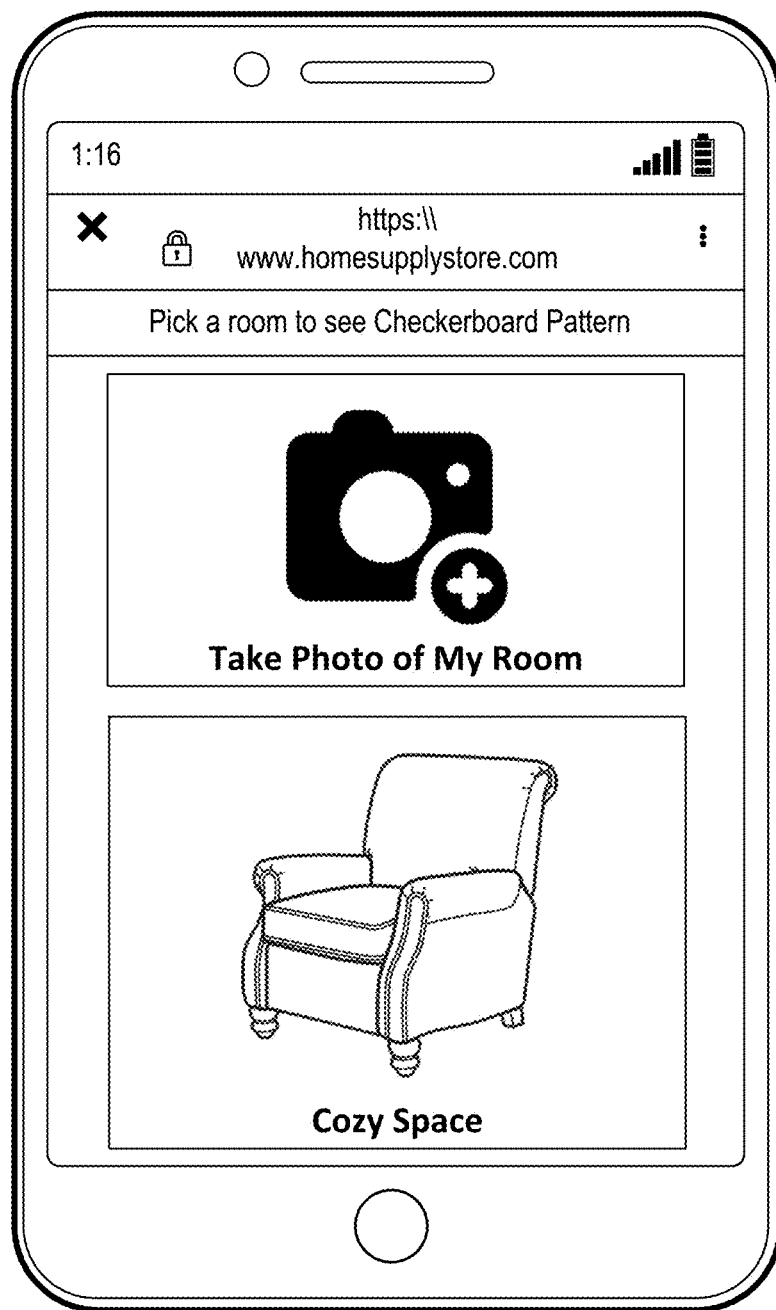 1:16
https:\\
www.homesupplystore.com
Pick a room to see Checkerboard Pattern
Take Photo of My Room
Cozy Space